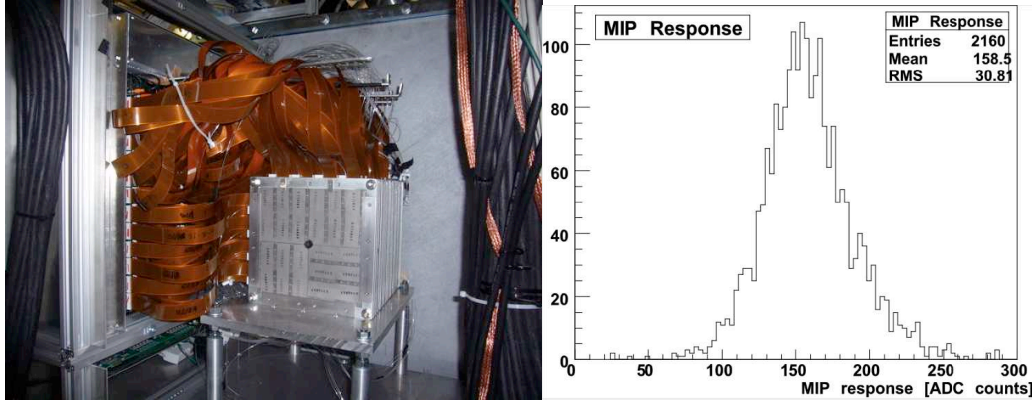 MIP Response
MIP Response
Entries 2160
Mean 158.5
RMS 30.81
100
80
60
40
20
0
0 50 100 150 200 250 300
MIP response [ADC counts]